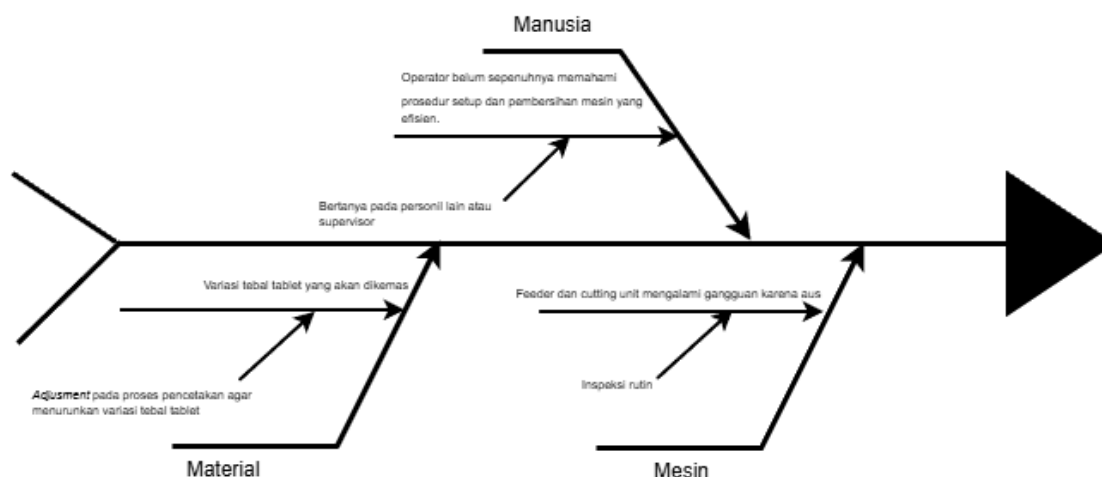 Manusia
Operator belum sepenuhnya memahami
prosedur setup dan pembersihan mesin yang
efisien.
Bertanya pada personil lain atau
supervisor
Variasi tebal tablet yang akan dikemas
Feeder dan cutting unit mengalami gangguan karena aus
Adjusment pada proses pencetakan agar
menurunkan variasi tebal tablet
Inspeksi rutin
Material
Mesin